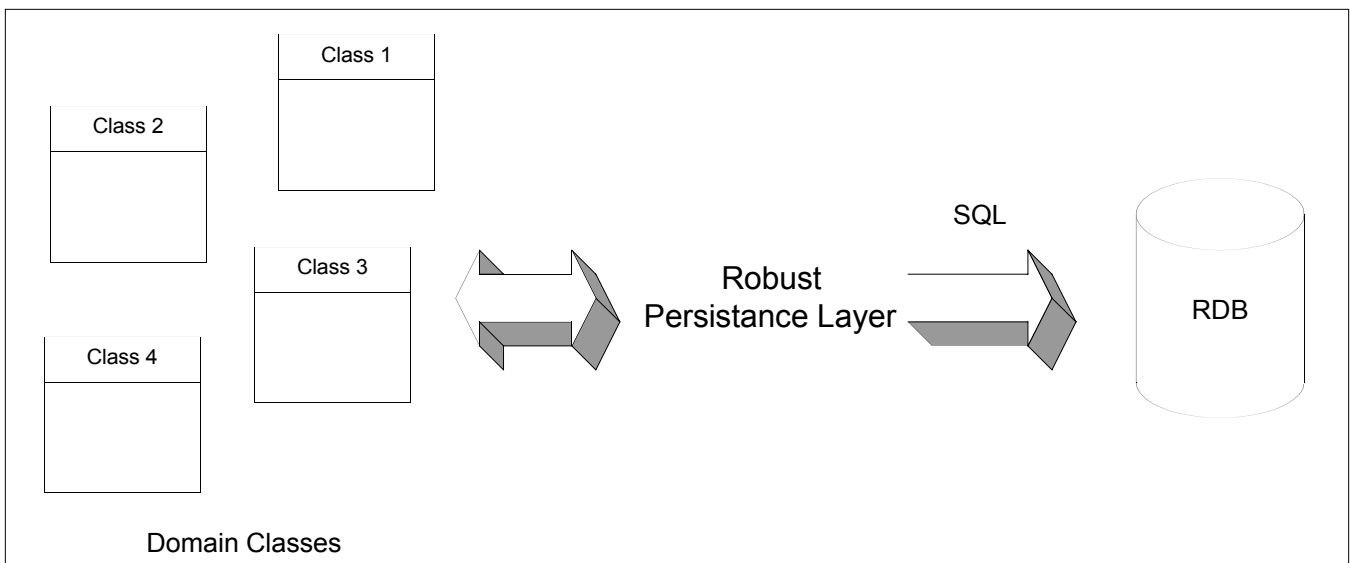 Class 1
Class 2
Class 3
Class 4
Domain Classes
Robust
Persistance Layer
SQL
RDB